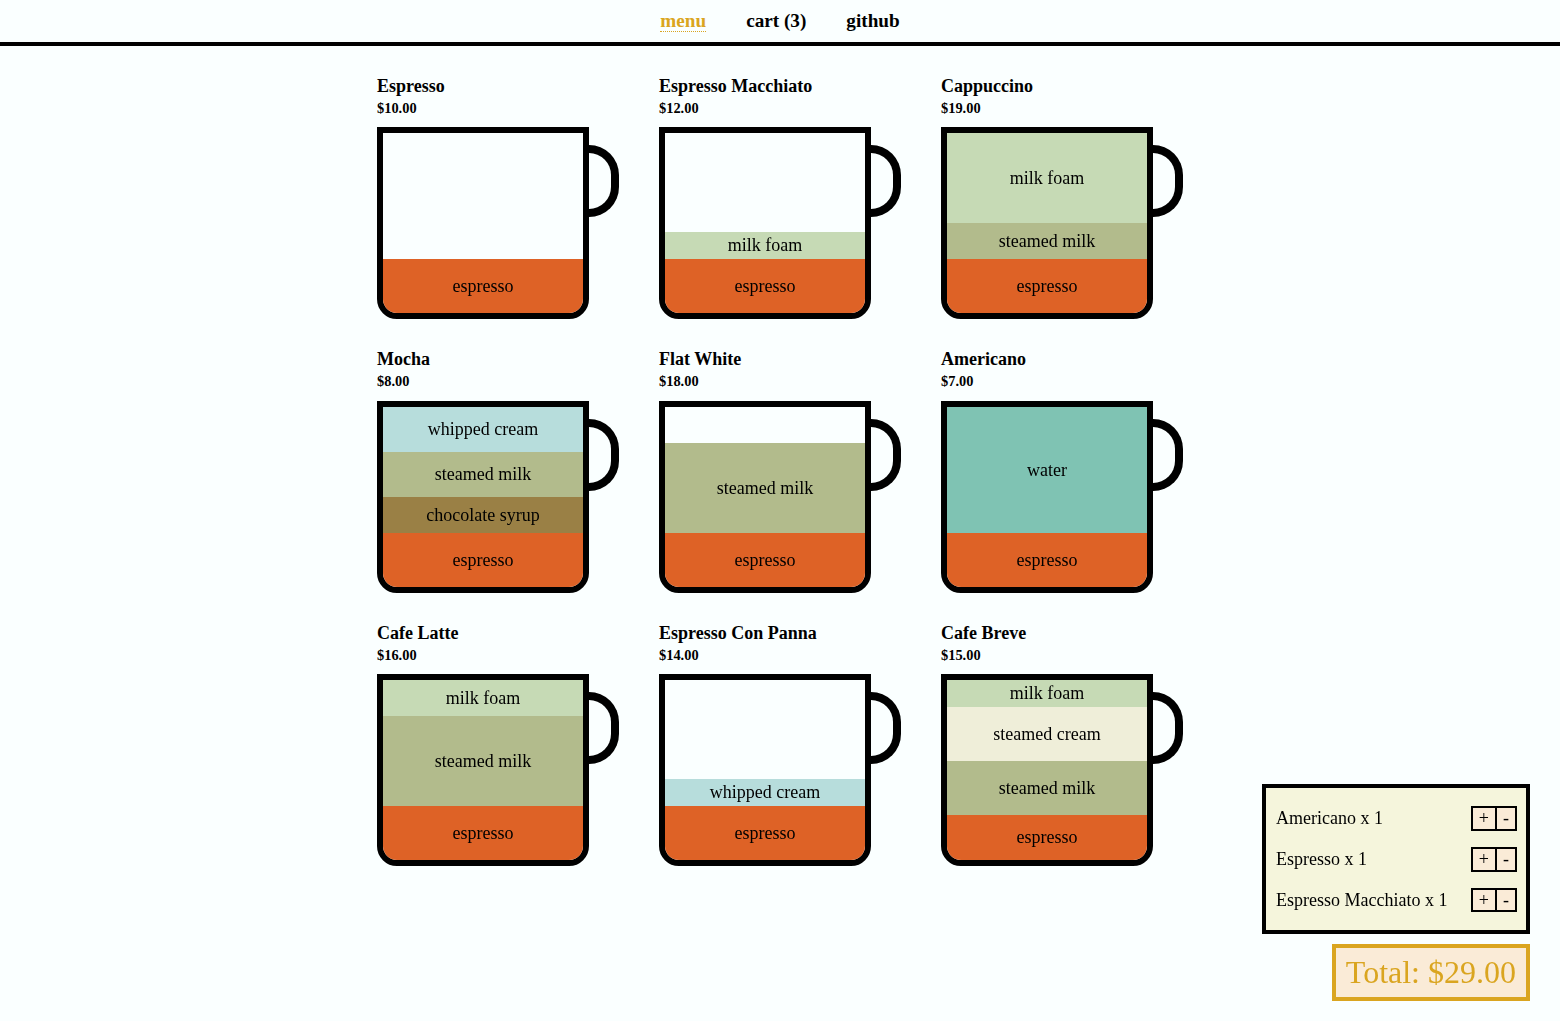 menu cart (3) github
Espresso
$10.00
espresso
Espresso Macchiato
$12.00
milk foam
espresso
Cappuccino
$19.00
milk foam
steamed milk
espresso
Mocha
$8.00
whipped cream
steamed milk
chocolate syrup
espresso
Flat White
$18.00
steamed milk
espresso
Americano
$7.00
water
espresso
Cafe Latte
$16.00
milk foam
steamed milk
espresso
Espresso Con Panna
$14.00
whipped cream
espresso
Cafe Breve
$15.00
milk foam
steamed cream
steamed milk
espresso
Americano x 1 + -
Espresso x 1 + -
Espresso Macchiato x 1 + -
Total: $29.00